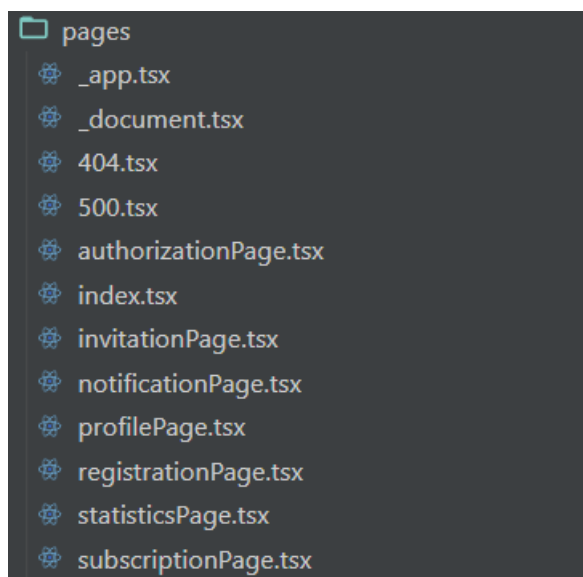 pages
_app.tsx
_document.tsx
404.tsx
500.tsx
authorizationPage.tsx
index.tsx
invitationPage.tsx
notificationPage.tsx
profilePage.tsx
registrationPage.tsx
statisticsPage.tsx
subscriptionPage.tsx